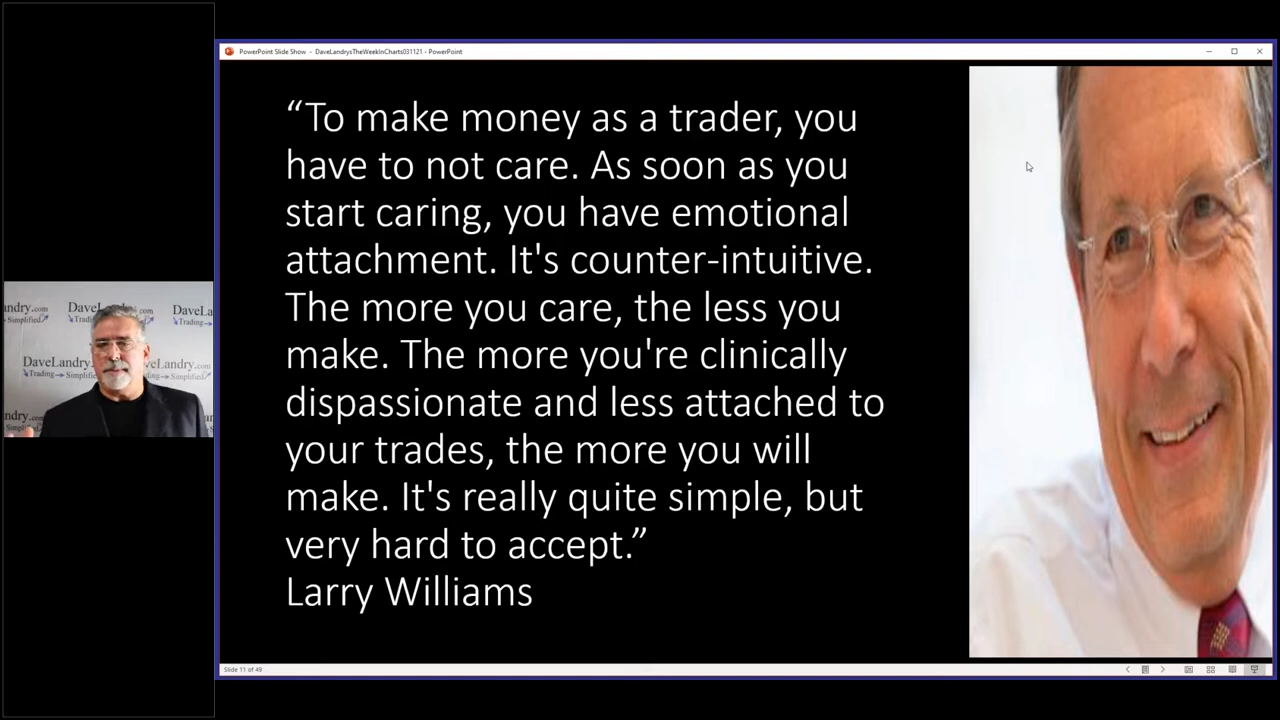 PowerPoint Slide Show - DaveLandrysTheWeekInCharts031121 - PowerPoint
“To make money as a trader, you
have to not care. As soon as you
start caring, you have emotional
attachment. It's counter-intuitive.
The more you care, the less you
make. The more you're clinically
dispassionate and less attached to
your trades, the more you will
make. It's really quite simple, but
very hard to accept.”
Larry Williams
Slide 11 of 49
DaveLandry.com
Trading